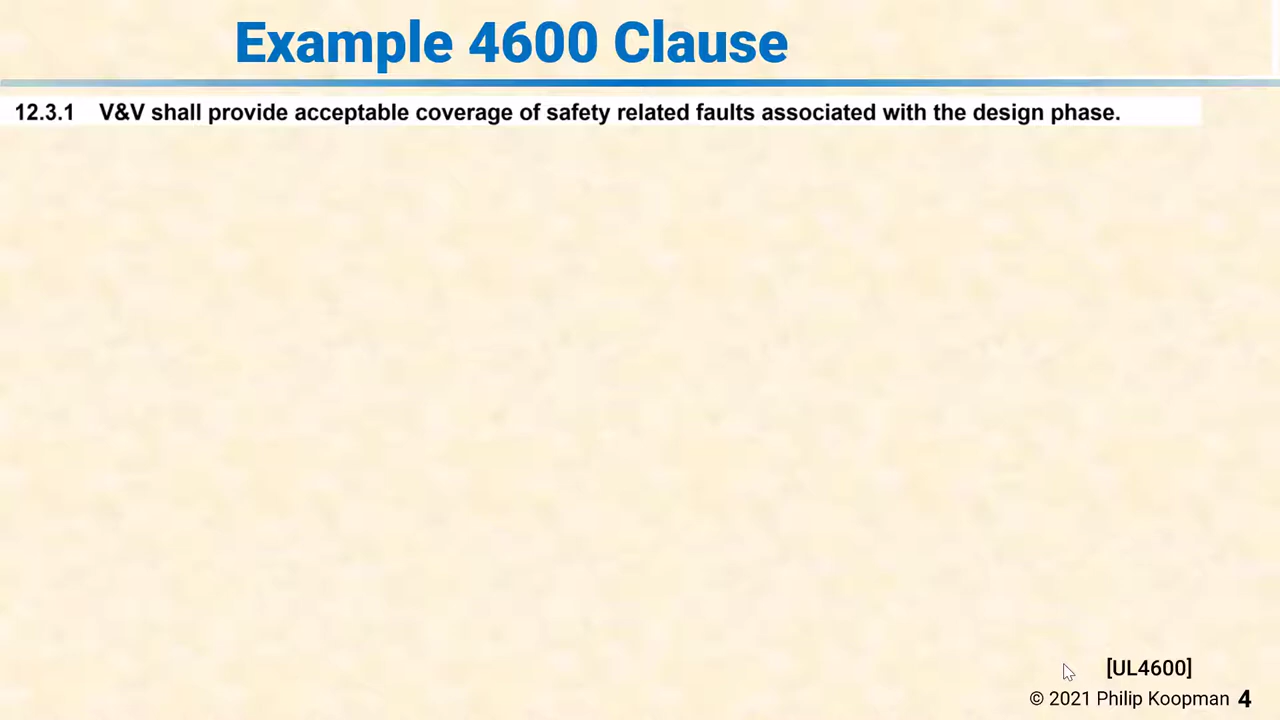 Example 4600 Clause
12.3.1 V&V shall provide acceptable coverage of safety related faults associated with the design phase.
[UL4600]
© 2021 Philip Koopman 4